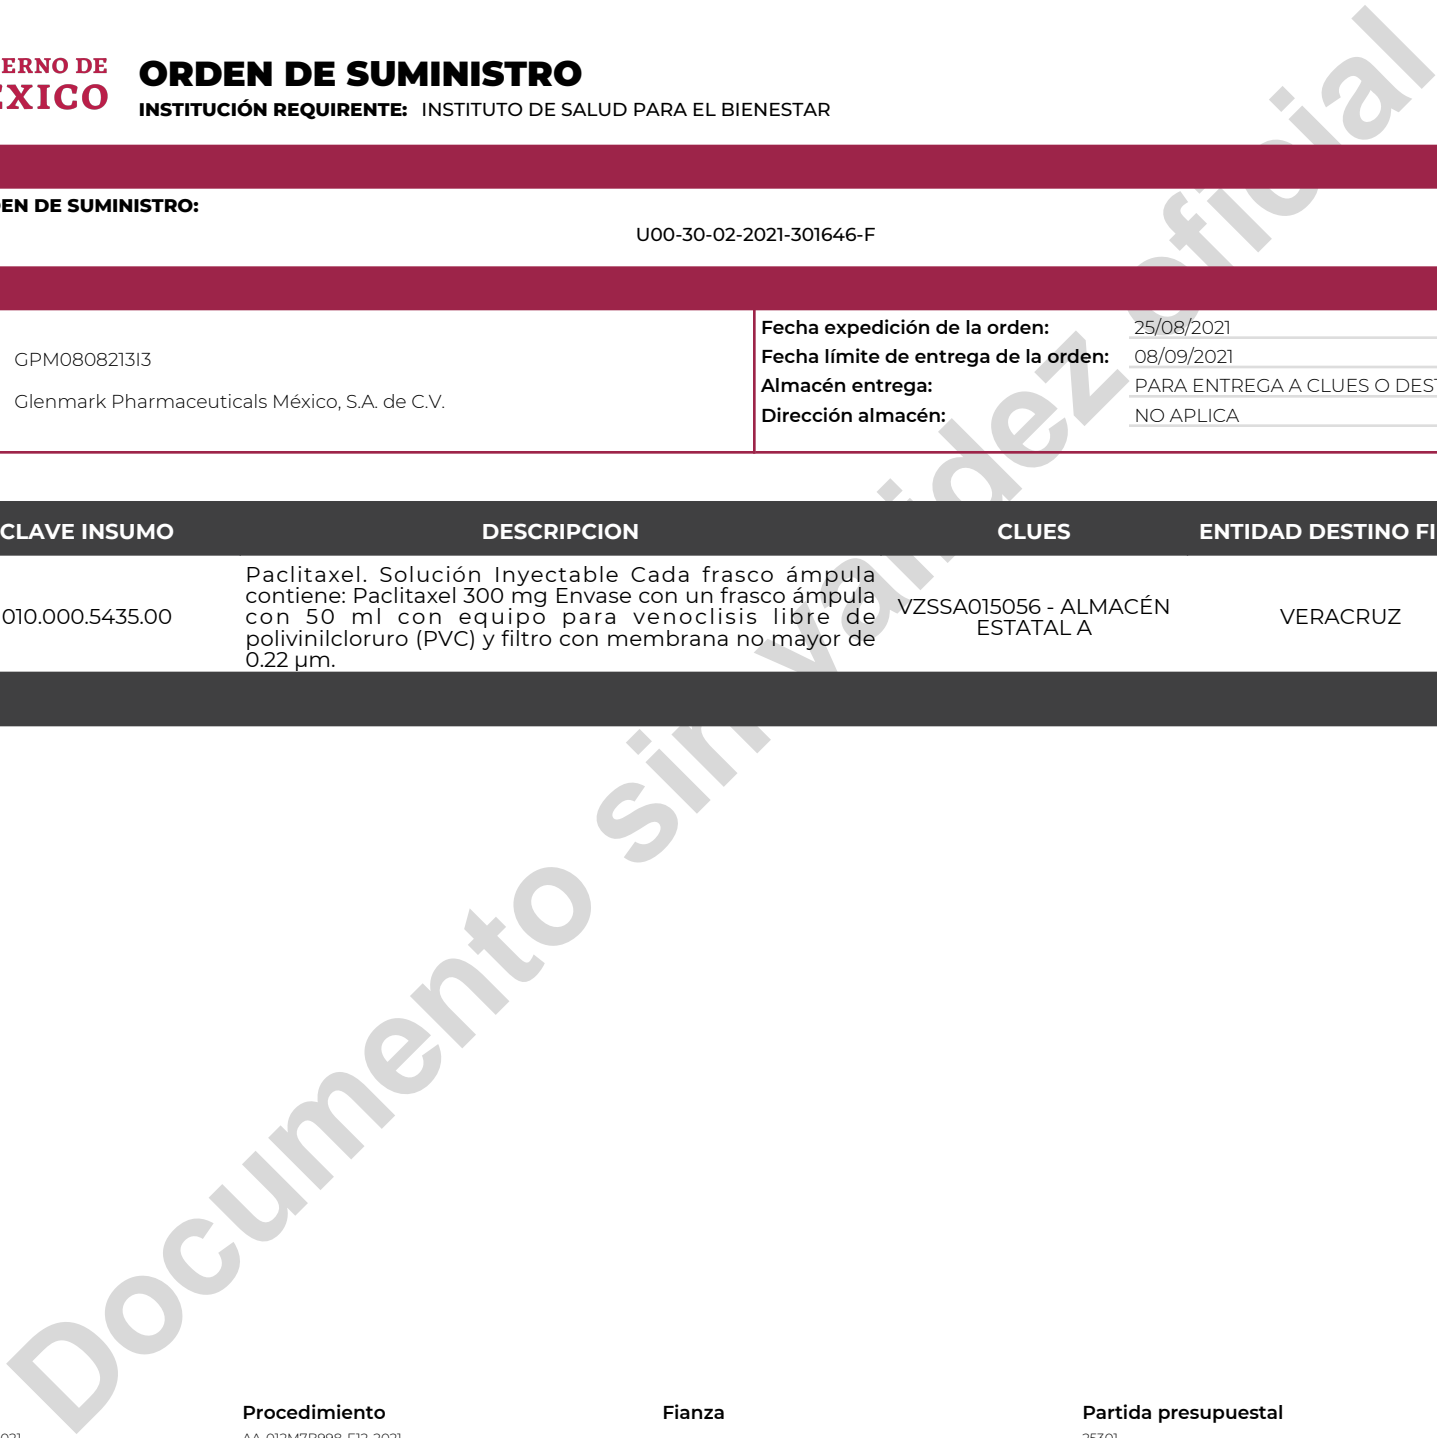 ERNO DE
ÉXICO
ORDEN DE SUMINISTRO
INSTITUCIÓN REQUIRENTE: INSTITUTO DE SALUD PARA EL BIENESTAR
EN DE SUMINISTRO:
U00-30-02-2021-301646-F
GPM0808213I3
Glenmark Pharmaceuticals México, S.A. de C.V.
Fecha expedición de la orden: 25/08/2021
Fecha límite de entrega de la orden: 08/09/2021
Almacén entrega: PARA ENTREGA A CLUES O DEST
Dirección almacén: NO APLICA
CLAVE INSUMO DESCRIPCION CLUES ENTIDAD DESTINO FI
010.000.5435.00
Paclitaxel. Solución Inyectable Cada frasco ámpula
contiene: Paclitaxel 300 mg Envase con un frasco ámpula
con 50 ml con equipo para venoclisis libre de
polivinilcloruro (PVC) y filtro con membrana no mayor de
0.22 µm.
VZSSA015056 - ALMACÉN
ESTATAL A
VERACRUZ
Documento sin validez oficial
Procedimiento Fianza Partida presupuestal